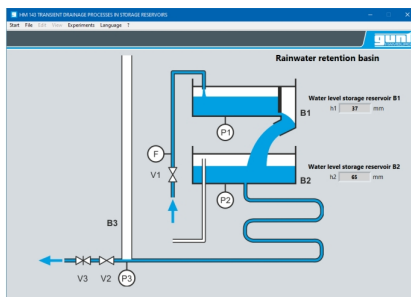 HM 143 TRANSIENT DRAINAGE PROCESSES IN STORAGE RESERVOIRS
Start File Edit View Experiments Language ?
gunt
Rainwater retention basin
Water level storage reservoir B1
h1 37 mm
B1
P1
F
V1
Water level storage reservoir B2
h2 65 mm
B2
P2
B3
V3 V2 P3